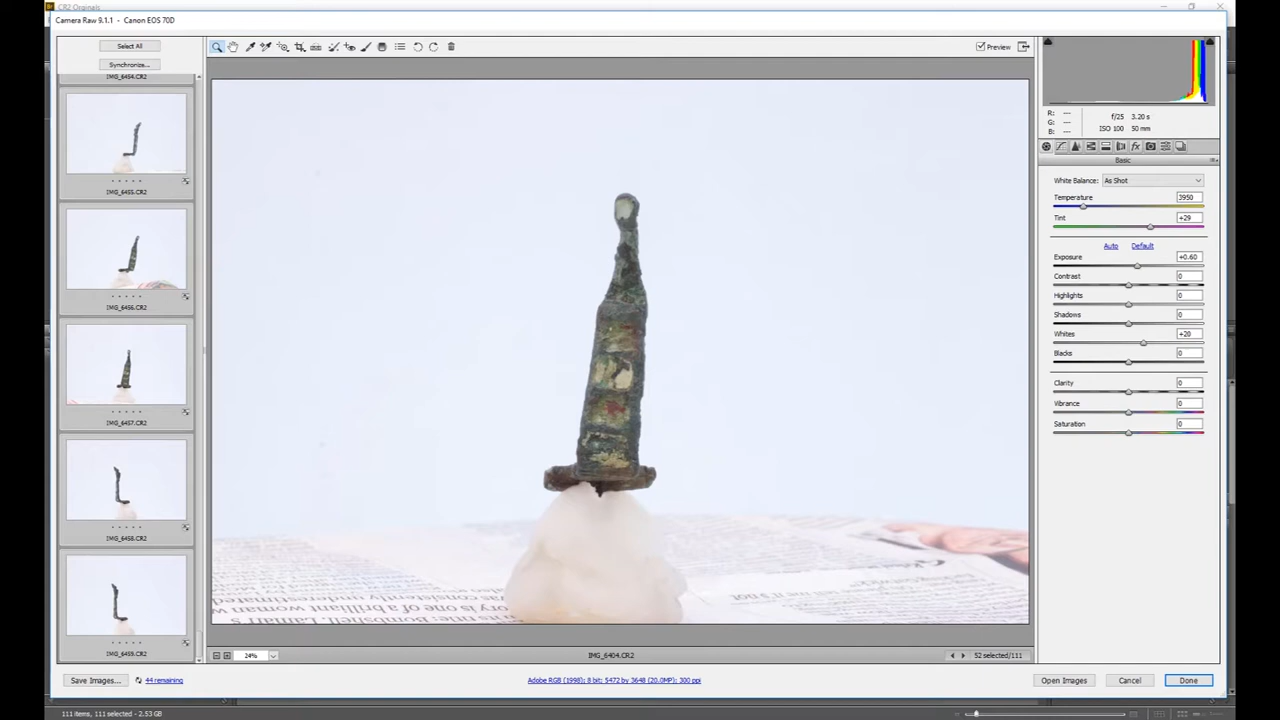 CR2 Originals
Camera Raw 9.1.1 - Canon EOS 70D
Select All
Synchronize...
Preview
IMG_6454.CR2
IMG_6455.CR2
IMG_6456.CR2
IMG_6457.CR2
IMG_6458.CR2
IMG_6459.CR2
R: ---
G: ---
B: ---
f/25 3.20 s
ISO 100 50 mm
Basic
White Balance: As Shot
Temperature 3950
Tint +29
Auto Default
Exposure +0.60
Contrast 0
Highlights 0
Shadows 0
Whites +20
Blacks 0
Clarity 0
Vibrance 0
Saturation 0
24%
IMG_6404.CR2
52 selected/111
Save Images...
44 remaining
Adobe RGB (1998); 8 bit; 5472 by 3648 (20.0MP); 300 ppi
Open Images
Cancel
Done
111 items, 111 selected - 2.53 GB